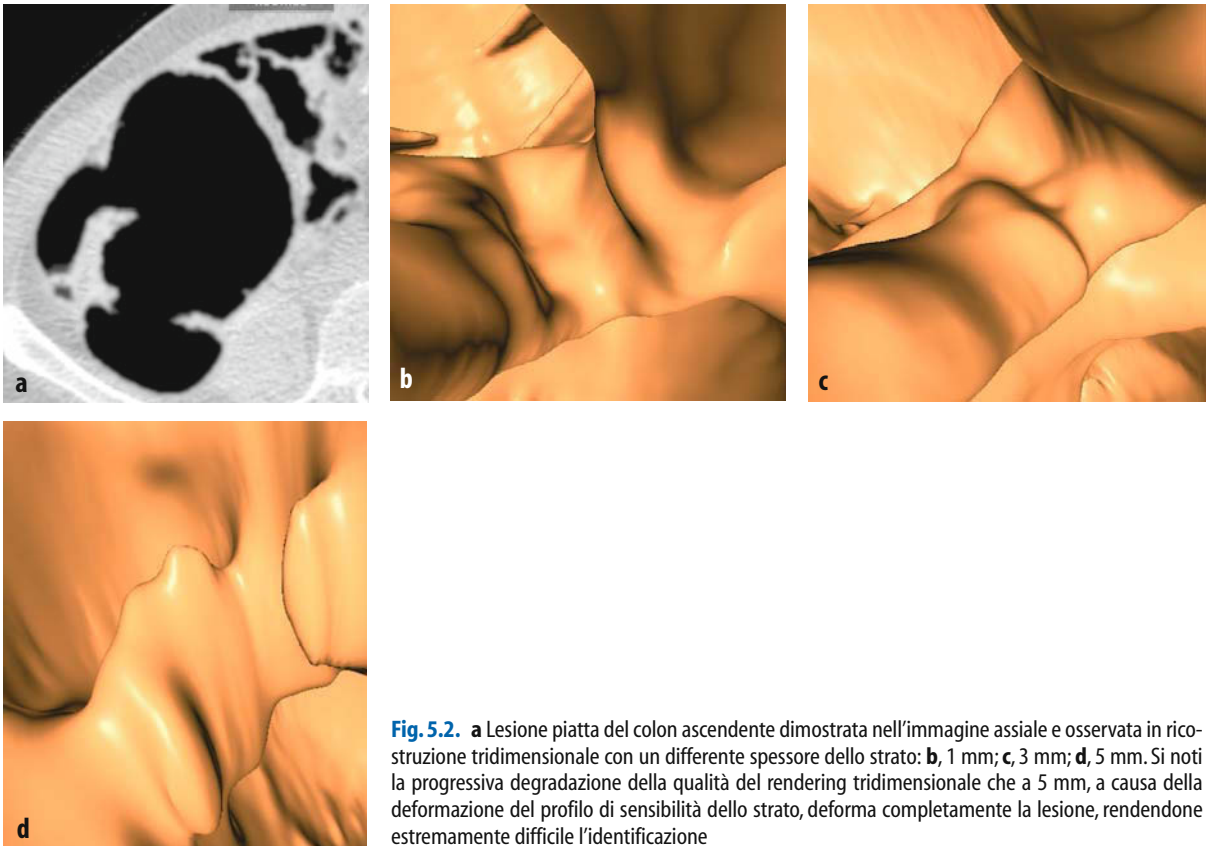 a
b
c
d
Fig. 5.2. a Lesione piatta del colon ascendente dimostrata nell'immagine assiale e osservata in rico-
struzione tridimensionale con un differente spessore dello strato: b, 1 mm; c, 3 mm; d, 5 mm. Si noti
la progressiva degradazione della qualità del rendering tridimensionale che a 5 mm, a causa della
deformazione del profilo di sensibilità dello strato, deforma completamente la lesione, rendendone
estremamente difficile l'identificazione